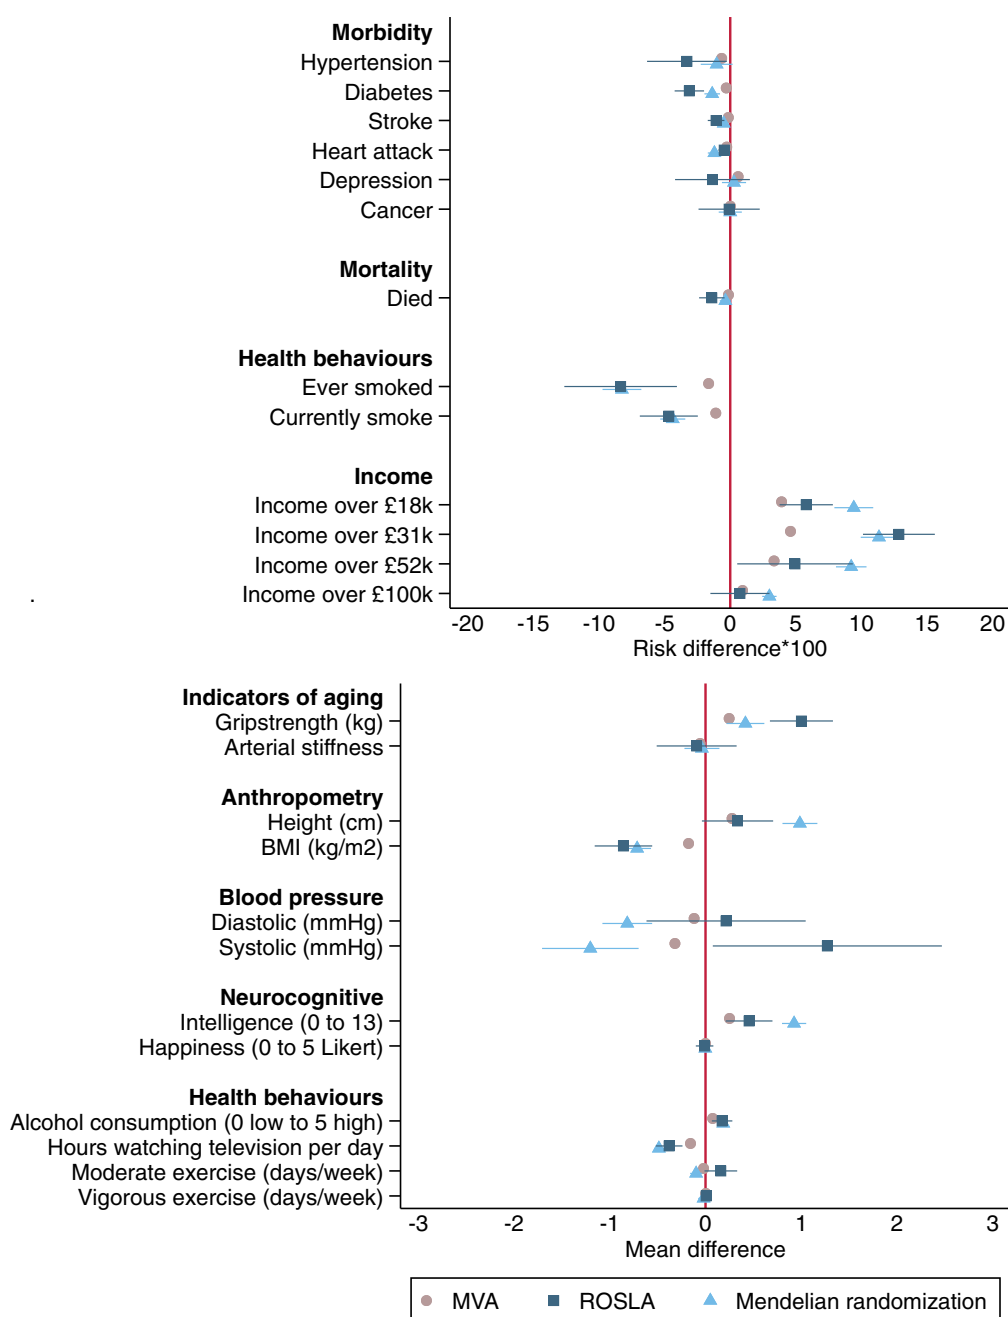 Morbidity
Hypertension
Diabetes
Stroke
Heart attack
Depression
Cancer
Mortality
Died
Health behaviours
Ever smoked
Currently smoke
Income
Income over £18k
Income over £31k
Income over £52k
Income over £100k
.
-20 -15 -10 -5 0 5 10 15 20
Risk difference*100
Indicators of aging
Gripstrength (kg)
Arterial stiffness
Anthropometry
Height (cm)
BMI (kg/m2)
Blood pressure
Diastolic (mmHg)
Systolic (mmHg)
Neurocognitive
Intelligence (0 to 13)
Happiness (0 to 5 Likert)
Health behaviours
Alcohol consumption (0 low to 5 high)
Hours watching television per day
Moderate exercise (days/week)
Vigorous exercise (days/week)
-3 -2 -1 0 1 2 3
Mean difference
MVA ROSLA Mendelian randomization